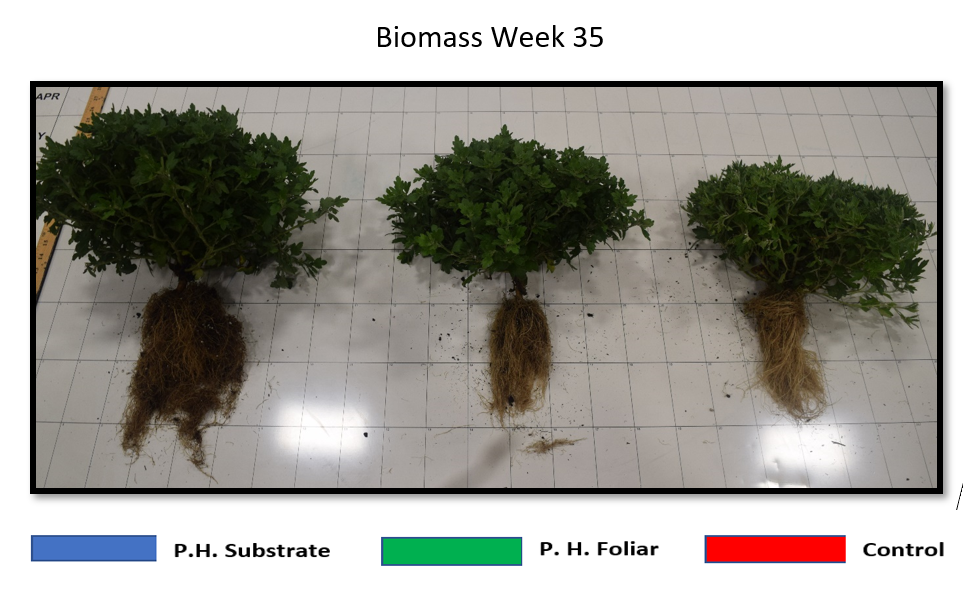 Biomass Week 35
APR
Y
P.H. Substrate
P. H. Foliar
Control